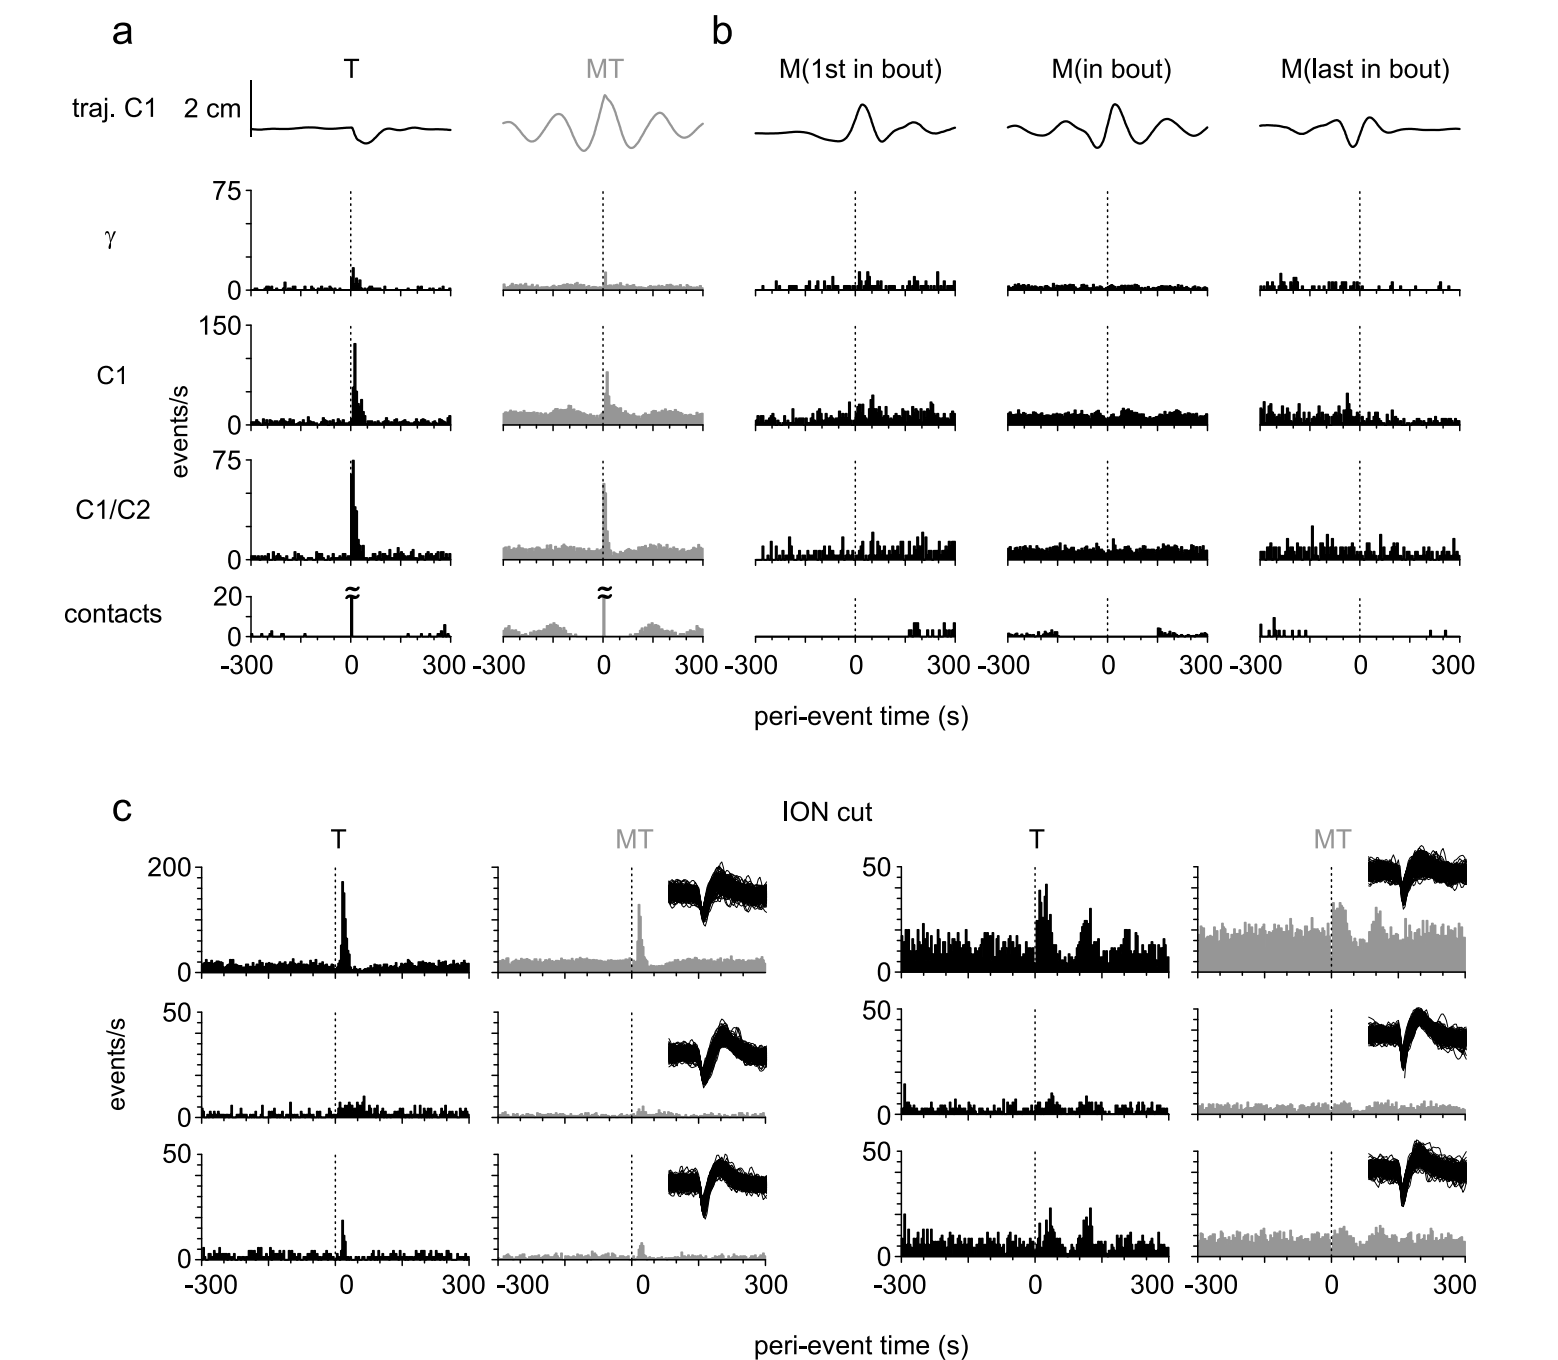 a
b
T
MT
M(1st in bout)
M(in bout)
M(last in bout)
traj. C1
2 cm
75
γ
0
150
C1
0
events/s
75
C1/C2
0
≈ ≈
20
contacts
0
-300 0 300 -300 0 300 -300 0 300 -300 0 300 -300 0 300
peri-event time (s)
c
ION cut
T MT T MT
200 50
0 0
50 50
events/s
0 0
50 50
0 0
-300 0 300 -300 0 300 -300 0 300 -300 0 300
peri-event time (s)